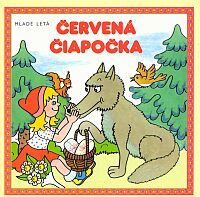 MLADÉ LETÁ
ČERVENÁ
ČIAPOČKA